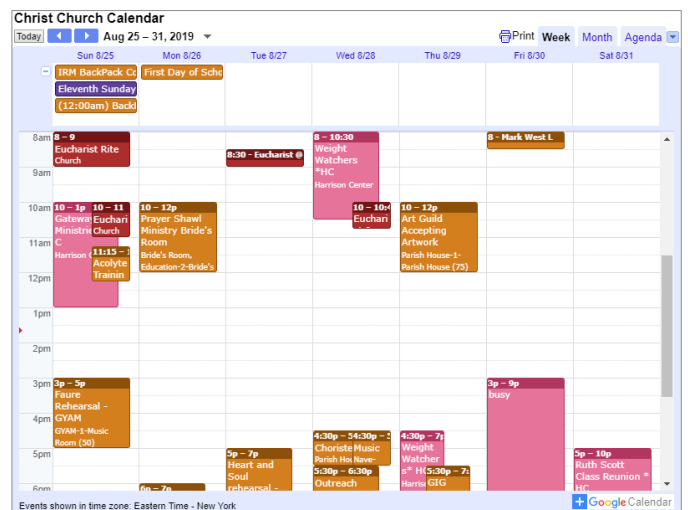 Christ Church Calendar
Today Aug 25 – 31, 2019 Print Week Month Agenda
Sun 8/25 Mon 8/26 Tue 8/27 Wed 8/28 Thu 8/29 Fri 8/30 Sat 8/31
IRM BackPack Co First Day of Scho
Eleventh Sunday
(12:00am) Backl
8am
9am
10am
11am
12pm
1pm
2pm
3pm
4pm
5pm
6pm
8 – 9
Eucharist Rite
Church
10 – 1p
Gateway
Ministrie
C
Harrison
10 – 11
Euchari
Church
11:15 –
Acolyte
Trainin
3p – 5p
Faure
Rehearsal -
GYAM
GYAM-1-Music
Room (50)
10 – 12p
Prayer Shawl
Ministry Bride's
Room
Bride's Room,
Education-2-Bride's
6p – 7p
8:30 – Eucharist @
5p – 7p
Heart and
Soul
rehearsal -
8 – 10:30
Weight
Watchers
*HC
Harrison Center
10 – 10:4
Euchari
4:30p – 5
Choriste
Parish Ho
4:30p – 5
Music
Nave-
5:30p – 6:30p
Outreach
10 – 12p
Art Guild
Accepting
Artwork
Parish House-1-
Parish House (75)
4:30p – 7p
Weight
Watcher
s* HC
Harris
5:30p – 7:
GIG
8 - Mark West L
3p – 9p
busy
5p – 10p
Ruth Scott
Class Reunion *
HC
Events shown in time zone: Eastern Time - New York
Google Calendar